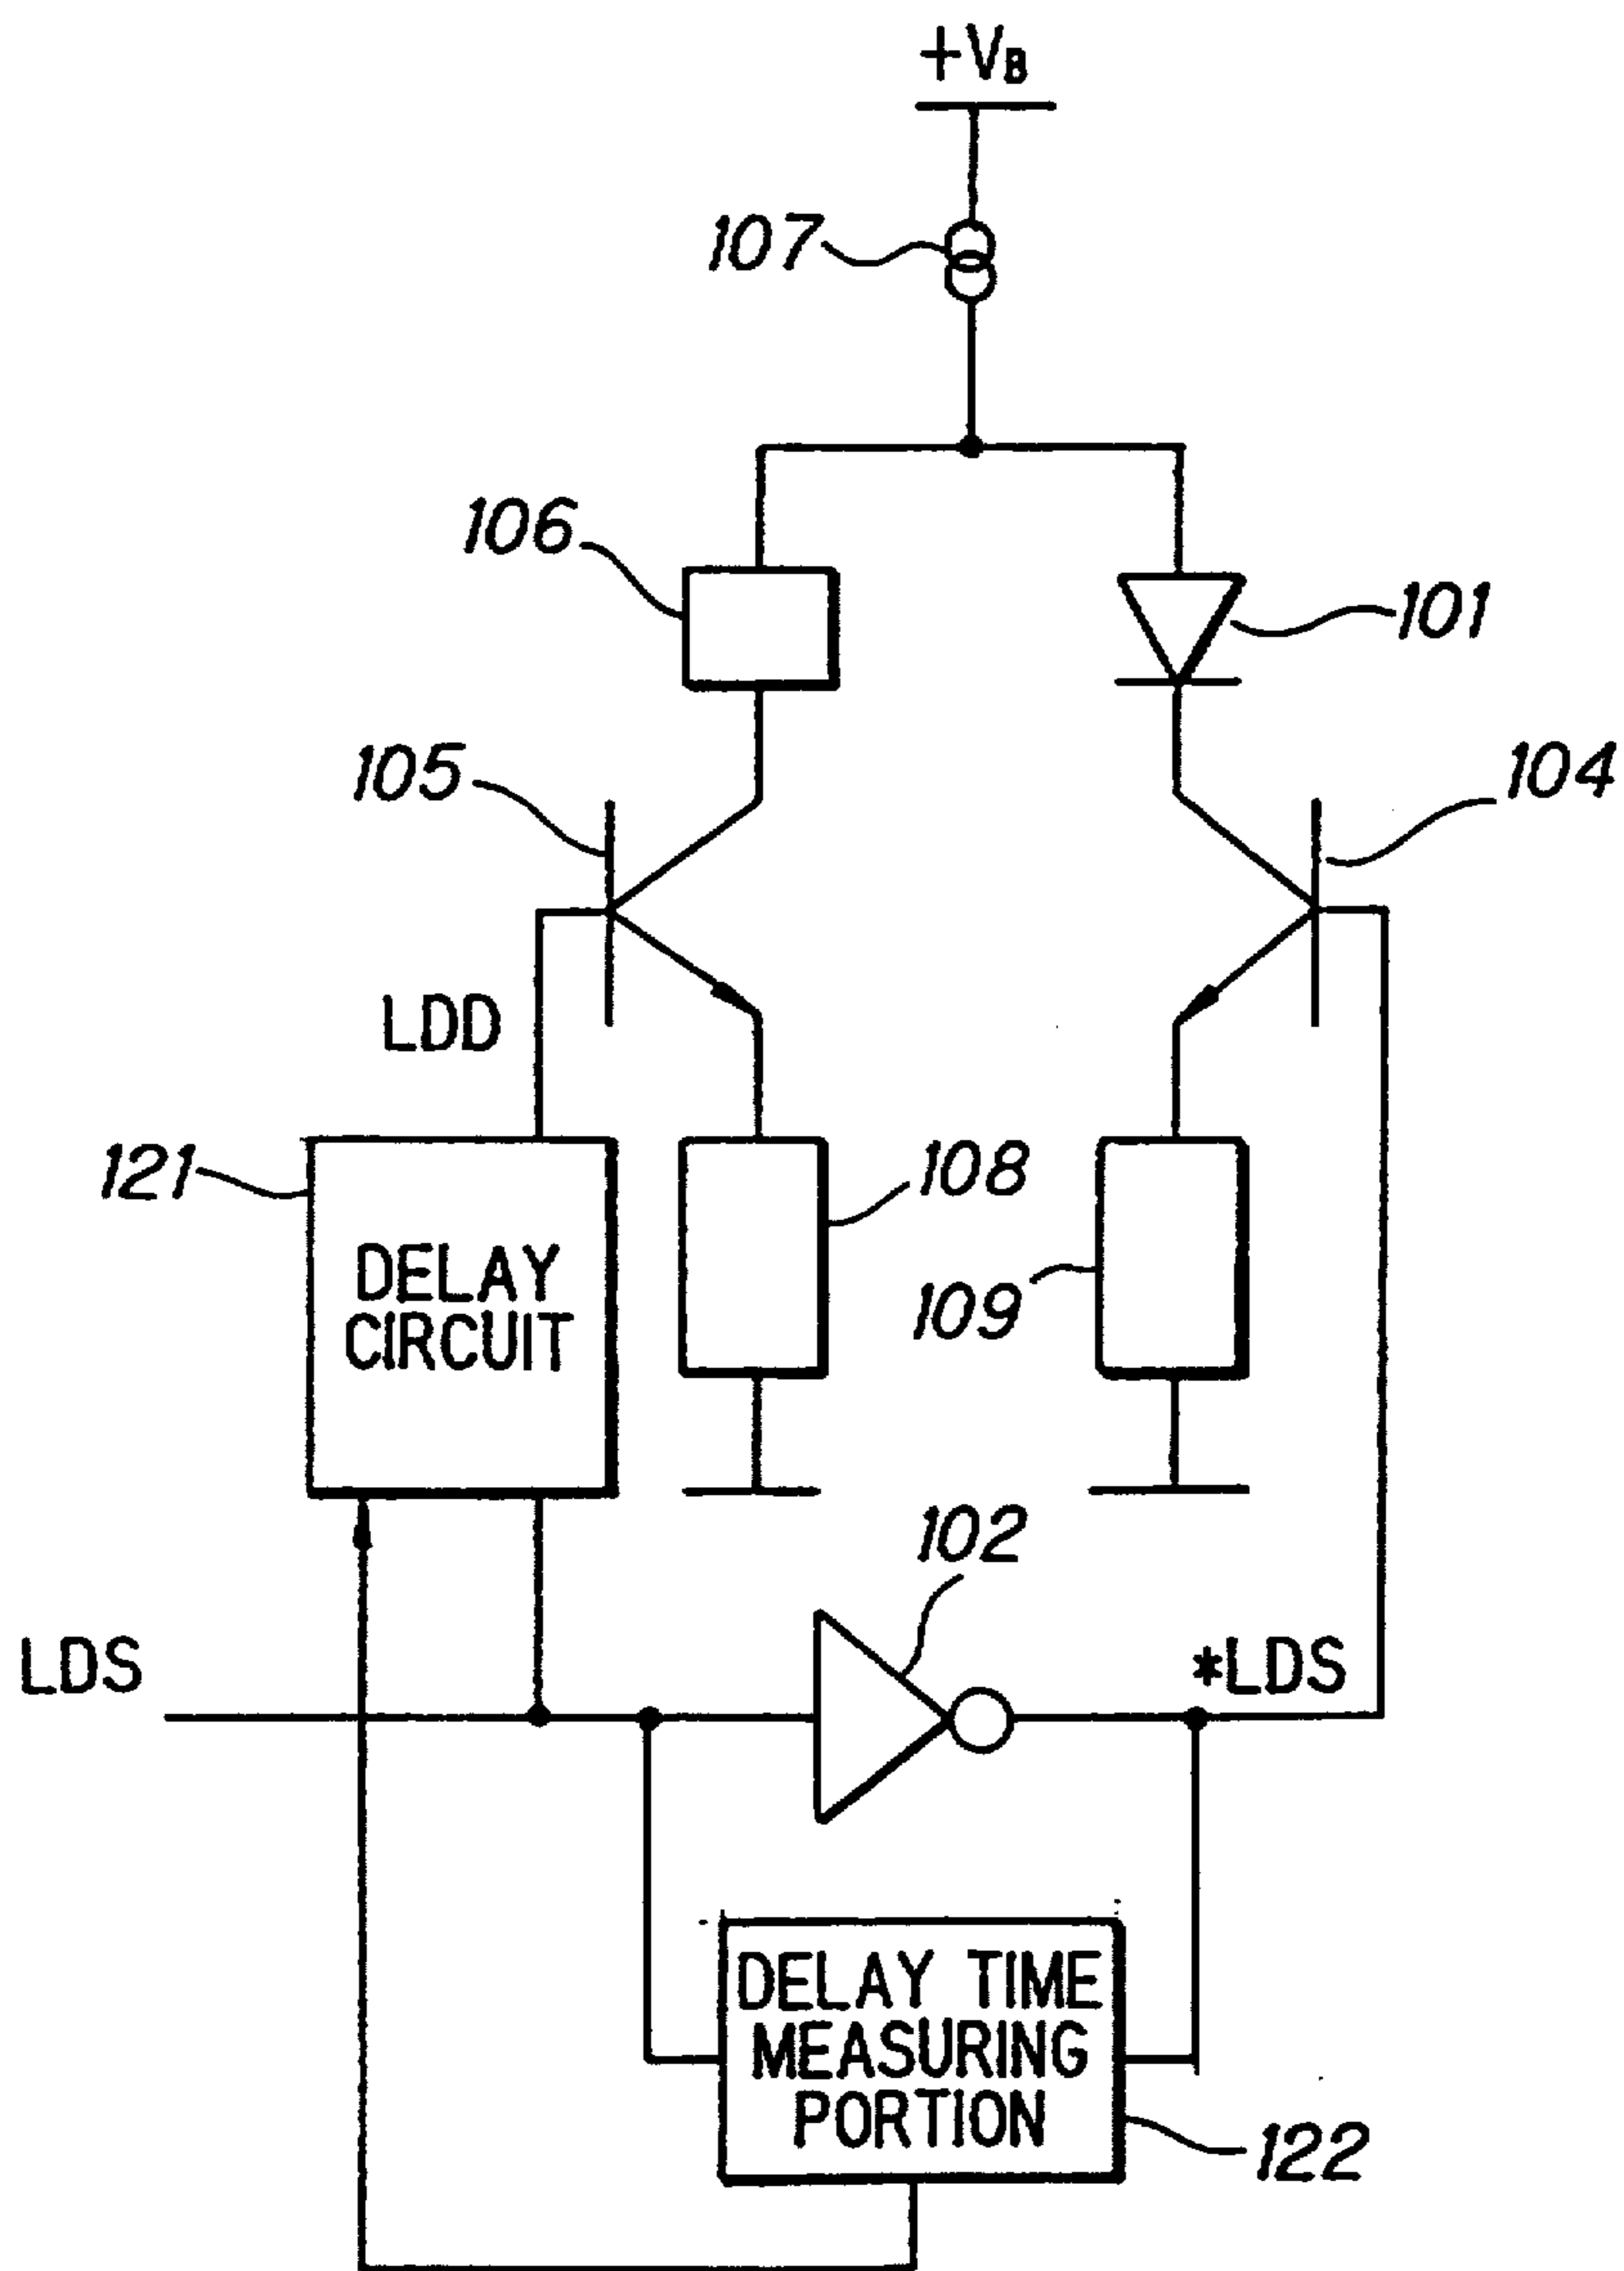 +VB
107
106
101
105
104
LDD
121
108
DELAY
CIRCUIT
109
102
LDS
*LDS
DELAY TIME
MEASURING
PORTION
122